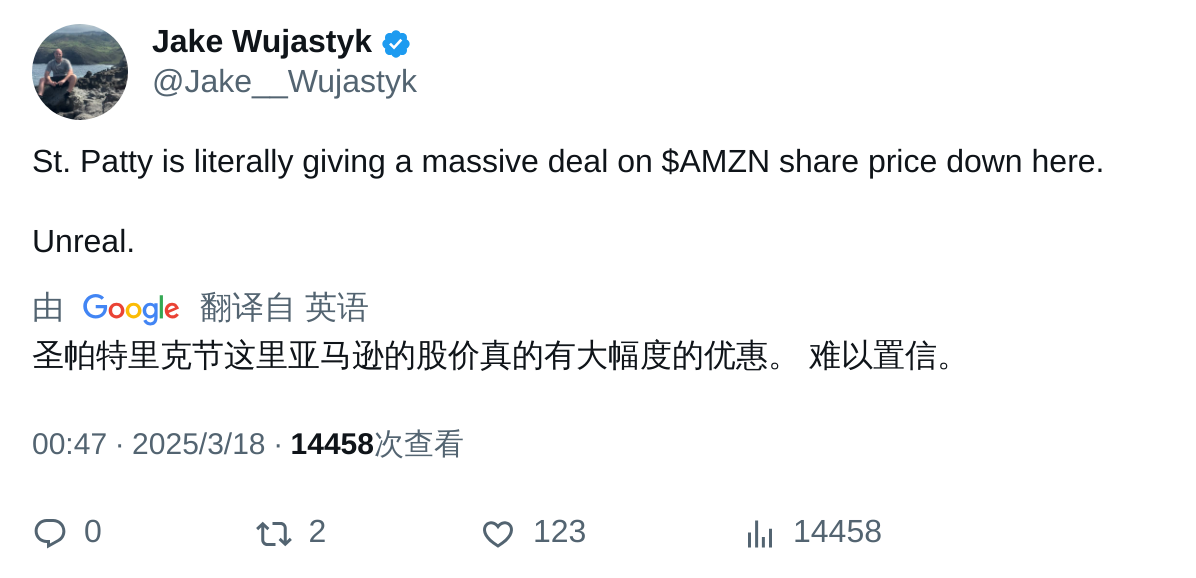 Jake Wujastyk
@Jake__Wujastyk
St. Patty is literally giving a massive deal on $AMZN share price down here.
Unreal.
由 Google 翻译自 英语
圣帕特里克节这里亚马逊的股价真的有大幅度的优惠。 难以置信。
00:47 · 2025/3/18 · 14458次查看
0 2 123 14458